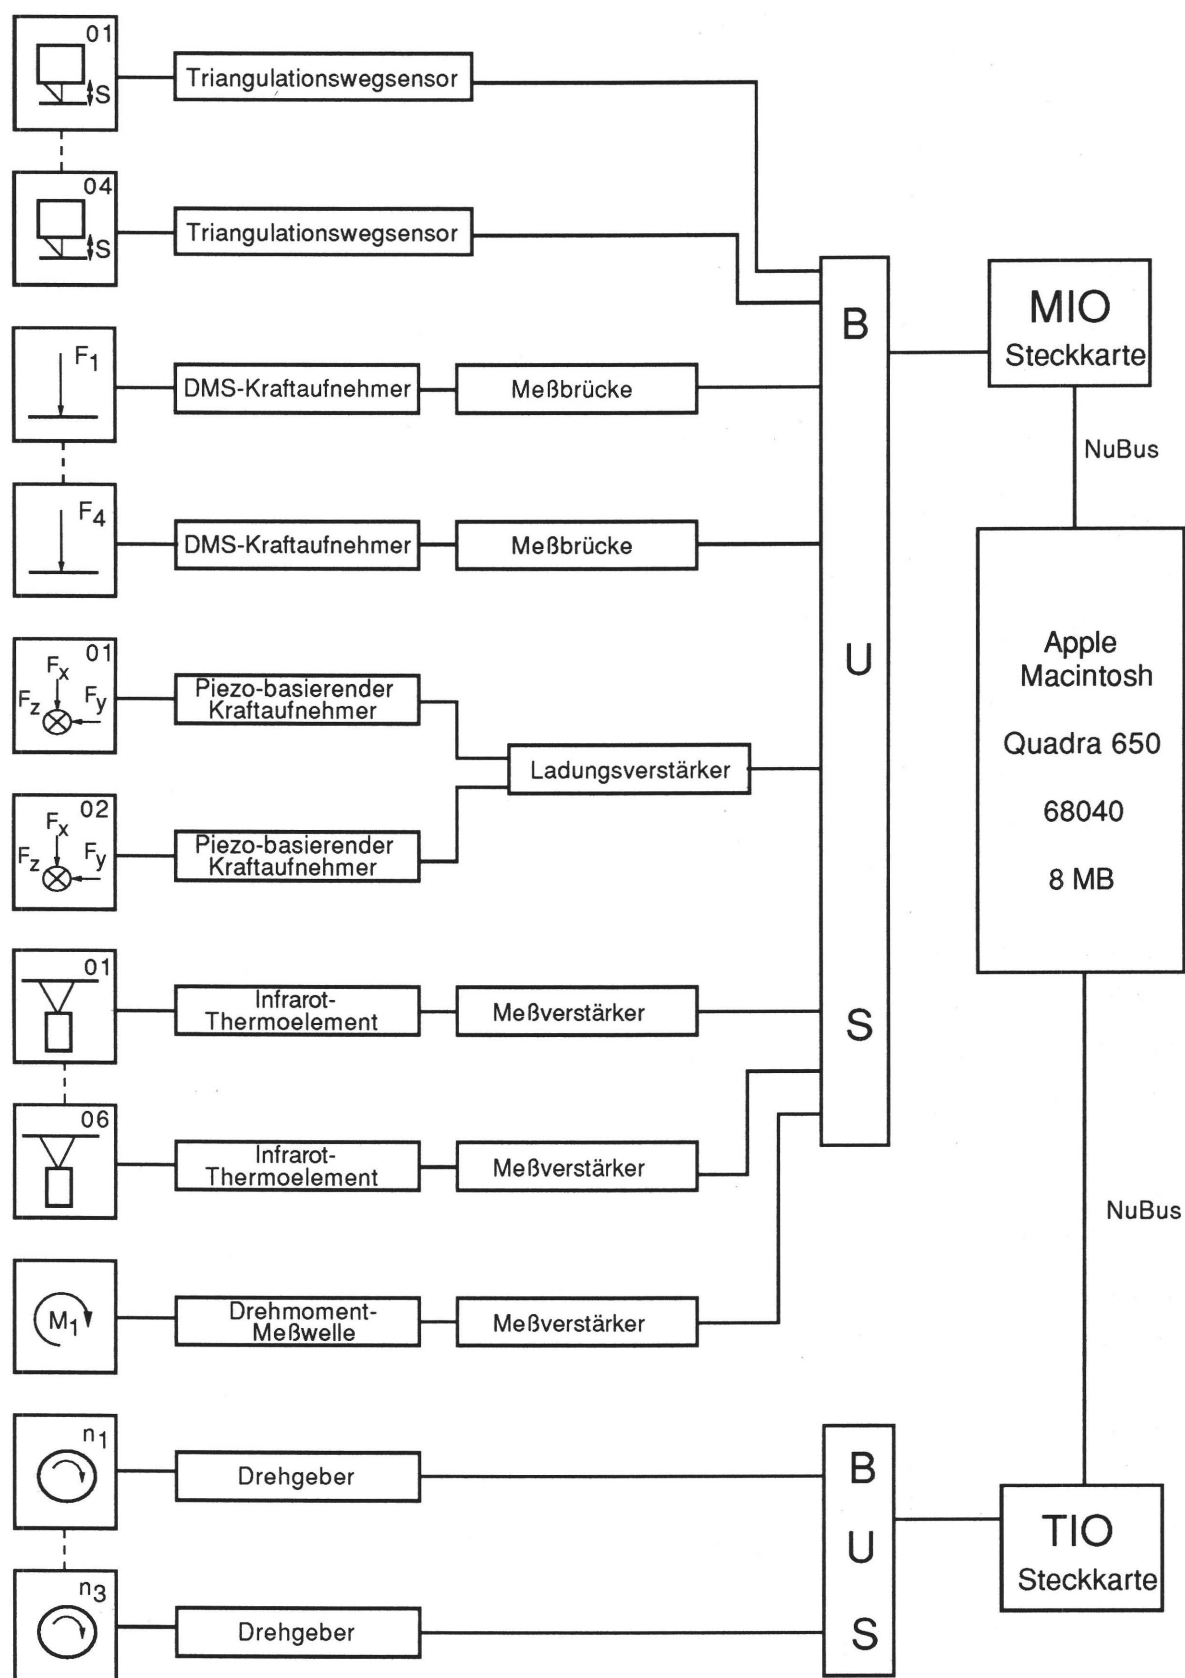 01
S
Triangulationswegsensor
04
S
Triangulationswegsensor
F1
DMS-Kraftaufnehmer
Meßbrücke
F4
DMS-Kraftaufnehmer
Meßbrücke
01
Fx
Fz
Fy
Piezo-basierender
Kraftaufnehmer
Ladungsverstärker
02
Fx
Fz
Fy
Piezo-basierender
Kraftaufnehmer
01
Infrarot-
Thermoelement
Meßverstärker
06
Infrarot-
Thermoelement
Meßverstärker
M1
Drehmoment-
Meßwelle
Meßverstärker
n1
Drehgeber
n3
Drehgeber
B
U
S
B
U
S
MIO
Steckkarte
NuBus
Apple
Macintosh
Quadra 650
68040
8 MB
NuBus
TIO
Steckkarte